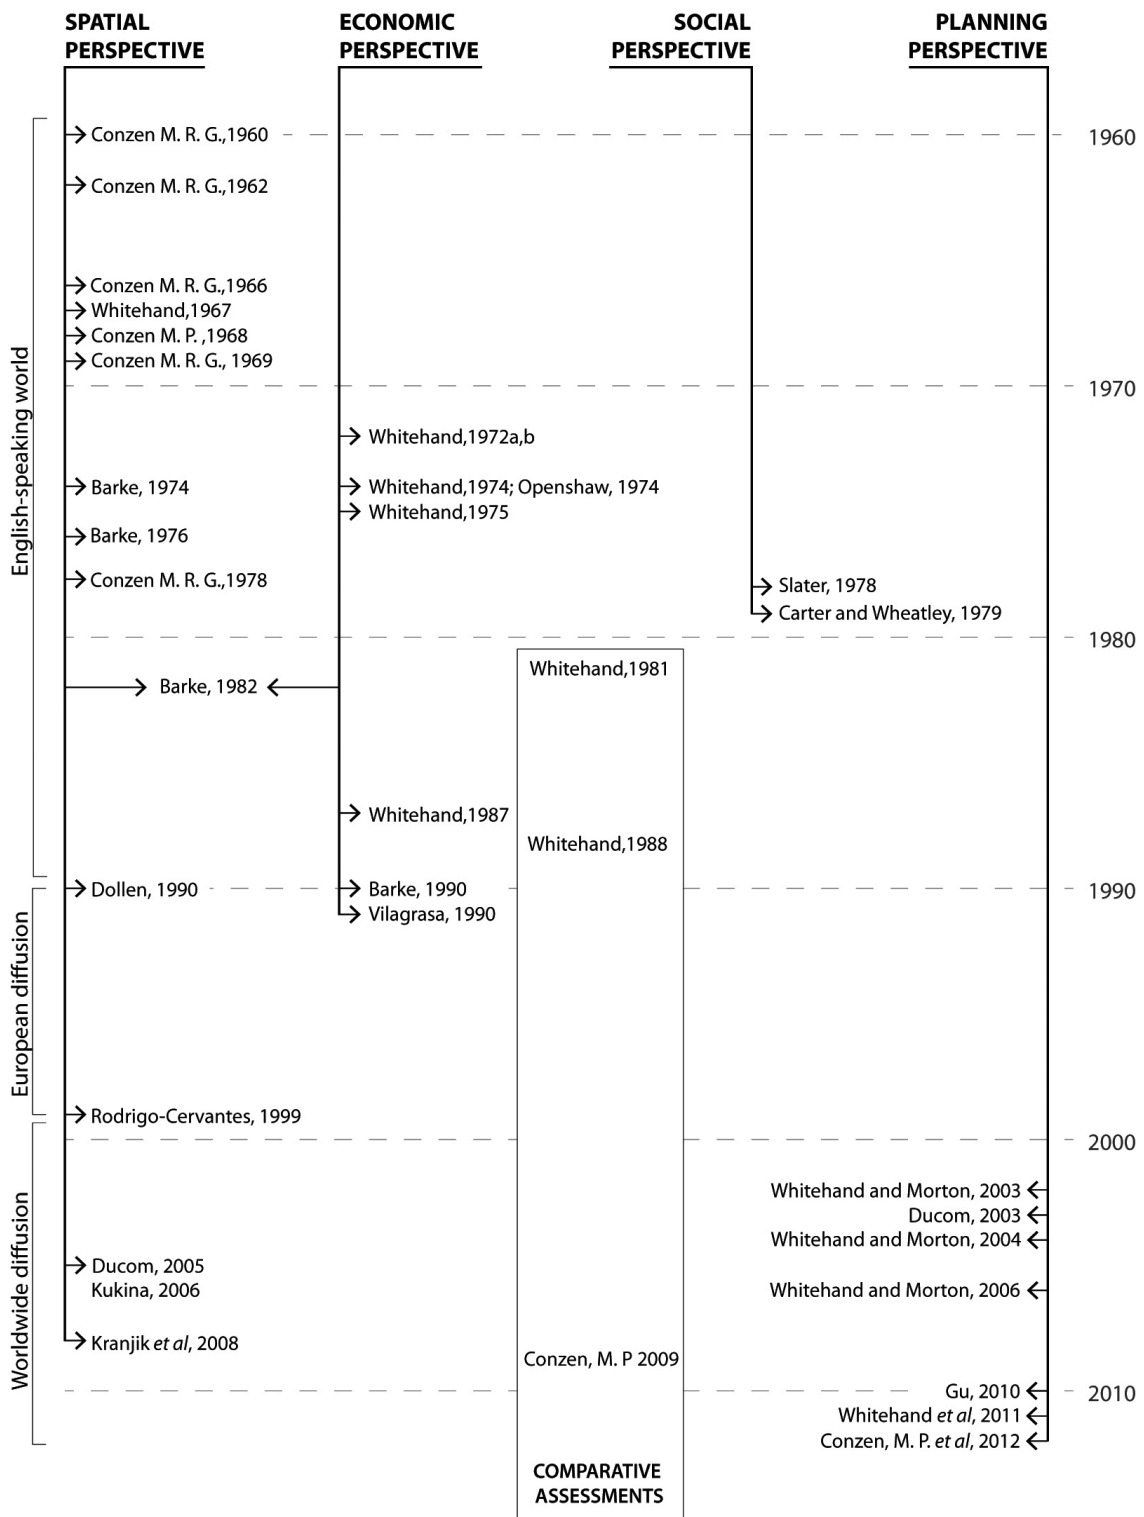 SPATIAL
PERSPECTIVE
ECONOMIC
PERSPECTIVE
SOCIAL
PERSPECTIVE
PLANNING
PERSPECTIVE
English-speaking world
European diffusion
Worldwide diffusion
Conzen M. R. G.,1960
Conzen M. R. G.,1962
Conzen M. R. G.,1966
Whitehand,1967
Conzen M. P. ,1968
Conzen M. R. G., 1969
Barke, 1974
Barke, 1976
Conzen M. R. G.,1978
Barke, 1982
Dollen, 1990
Rodrigo-Cervantes, 1999
Ducom, 2005
Kukina, 2006
Kranjik et al, 2008
Whitehand,1972a,b
Whitehand,1974; Openshaw, 1974
Whitehand,1975
Whitehand,1987
Barke, 1990
Vilagrasa, 1990
Whitehand,1981
Whitehand,1988
Conzen, M. P 2009
COMPARATIVE
ASSESSMENTS
Slater, 1978
Carter and Wheatley, 1979
Whitehand and Morton, 2003
Ducom, 2003
Whitehand and Morton, 2004
Whitehand and Morton, 2006
Gu, 2010
Whitehand et al, 2011
Conzen, M. P. et al, 2012
1960
1970
1980
1990
2000
2010